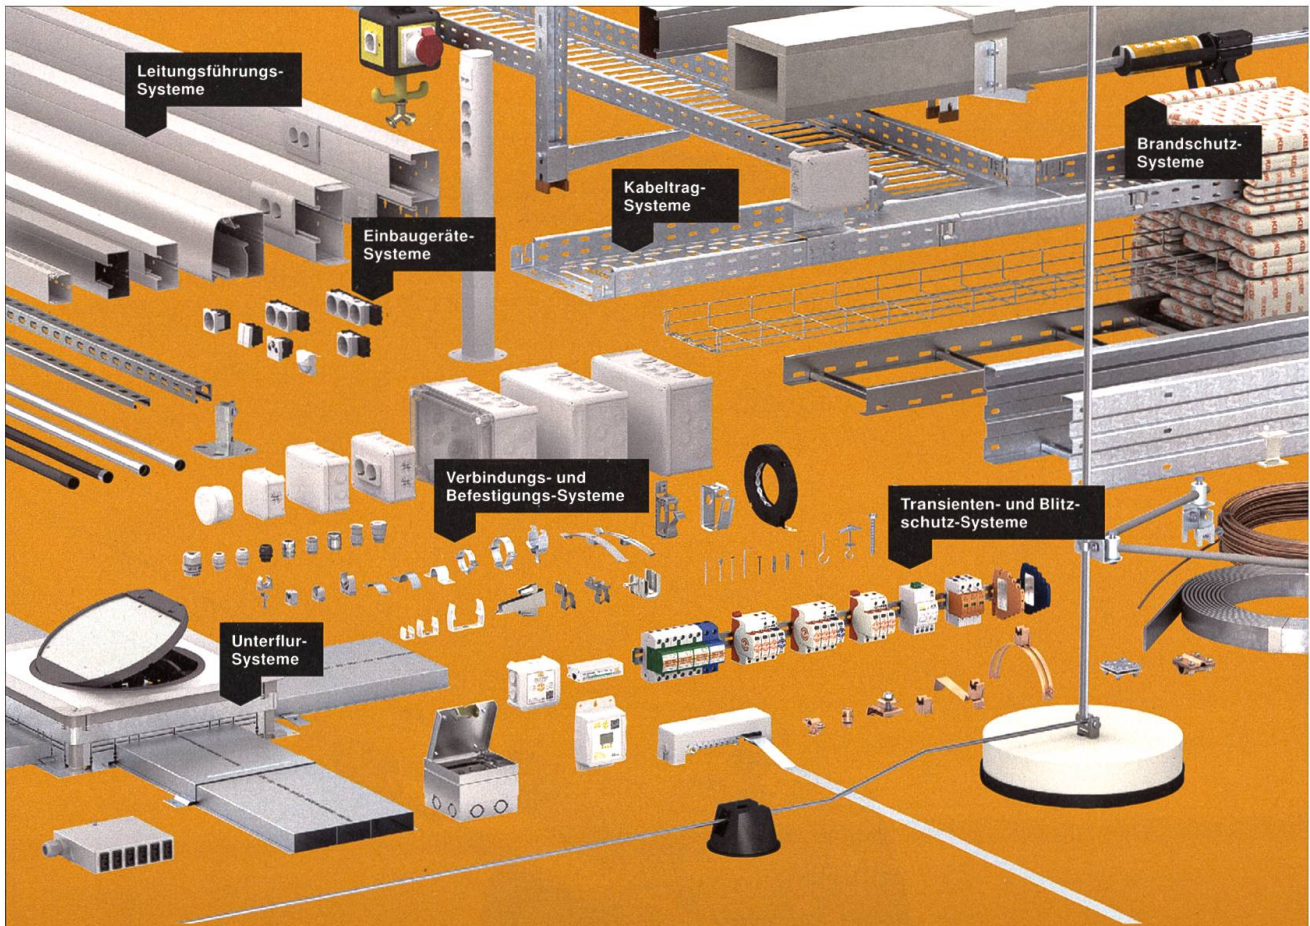 Leitungsführungs-
Systeme
Brandschutz-
Systeme
Kabeltrag-
Systeme
Einbaugeräte-
Systeme
Verbindungs- und
Befestigungs-Systeme
Transienten- und Blitz-
schutz-Systeme
Unterflur-
Systeme